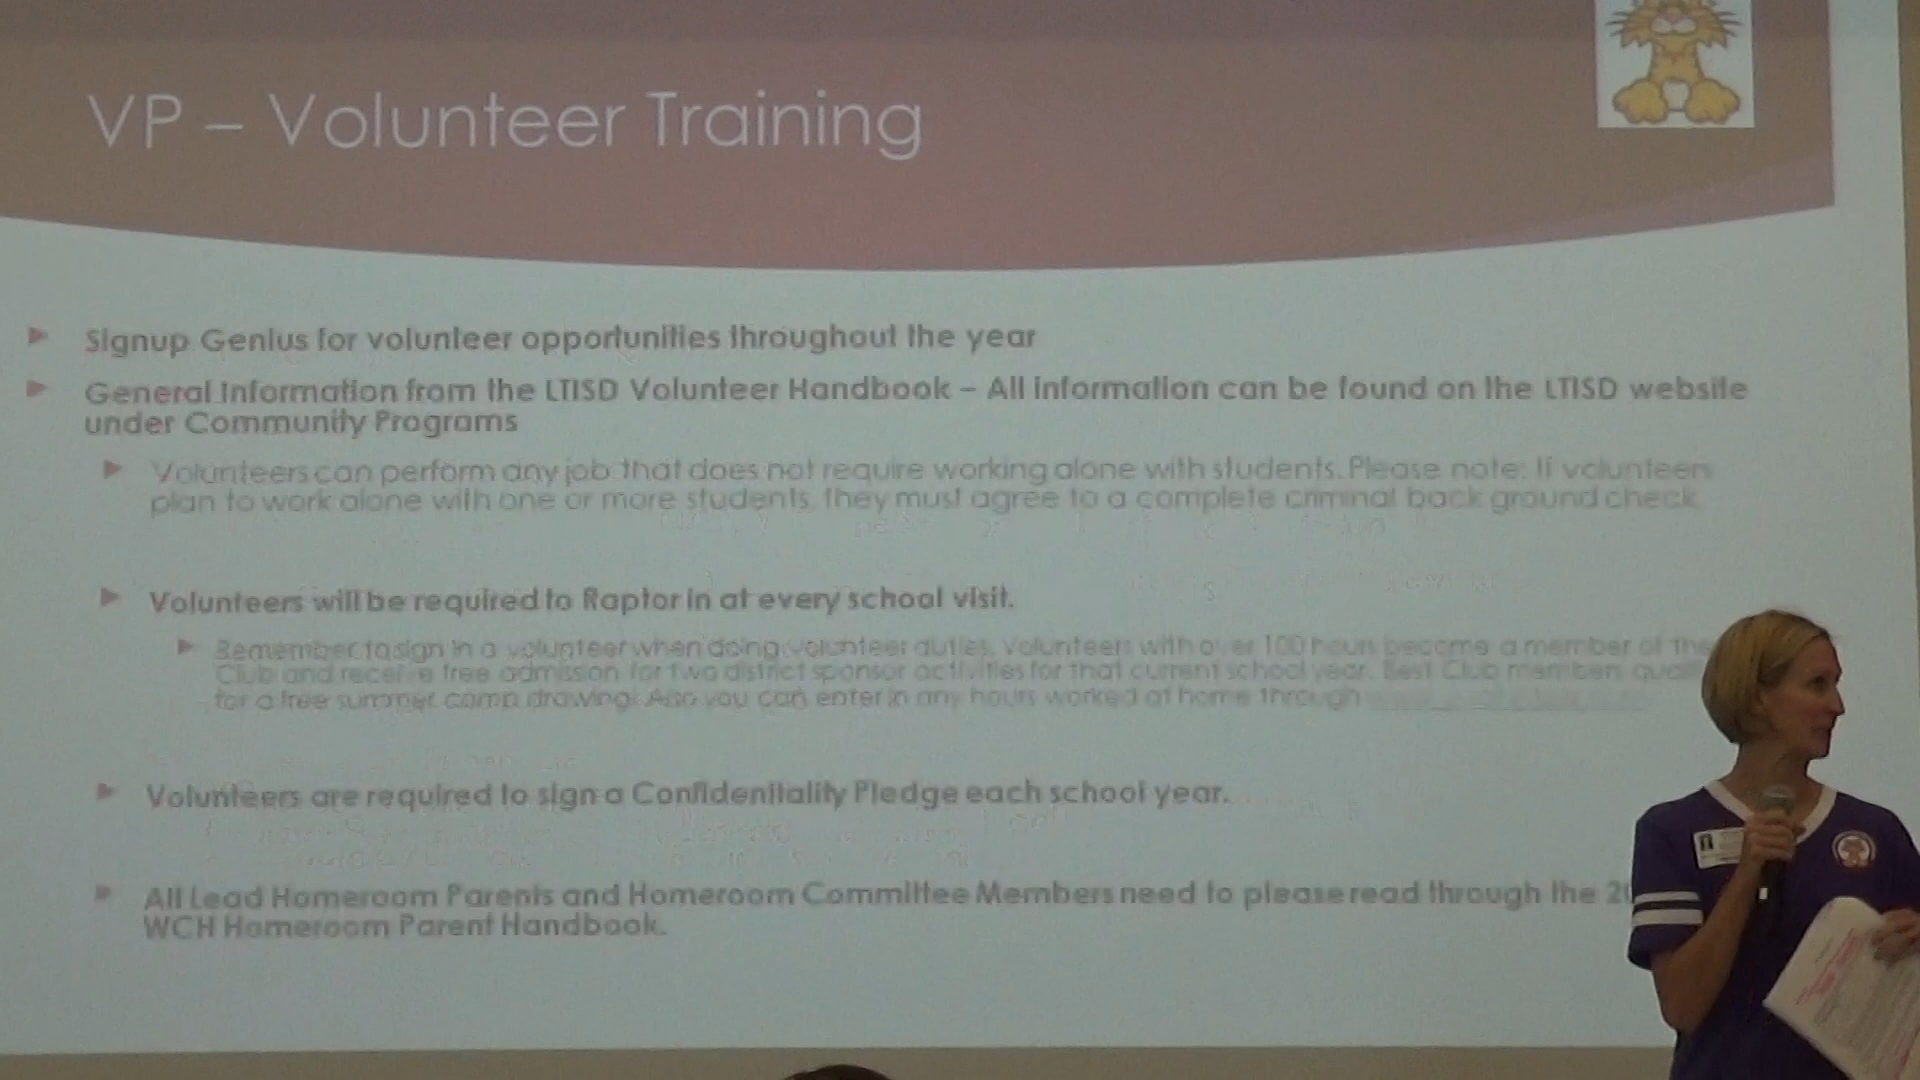 VP – Volunteer Training
Signup Genius for volunteer opportunities throughout the year
General Information from the LTISD Volunteer Handbook – All information can be found on the LTISD website
under Community Programs
Volunteers can perform any job that does not require working alone with students. Please note: If volunteers
plan to work alone with one or more students, they must agree to a complete criminal back ground check
Volunteers will be required to Raptor in at every school visit.
Remember to sign in a volunteer when doing volunteer duties. Volunteers with over 100 hours become a member of the
Club and receive free admission for two district sponsor activities for that current school year. Best Club members
for a free summer camp drawing. Also you can enter in any hours worked at home through
Volunteers are required to sign a Confidentiality Pledge each school year.
All Lead Homeroom Parents and Homeroom Committee Members need to please read through the
WCH Homeroom Parent Handbook.